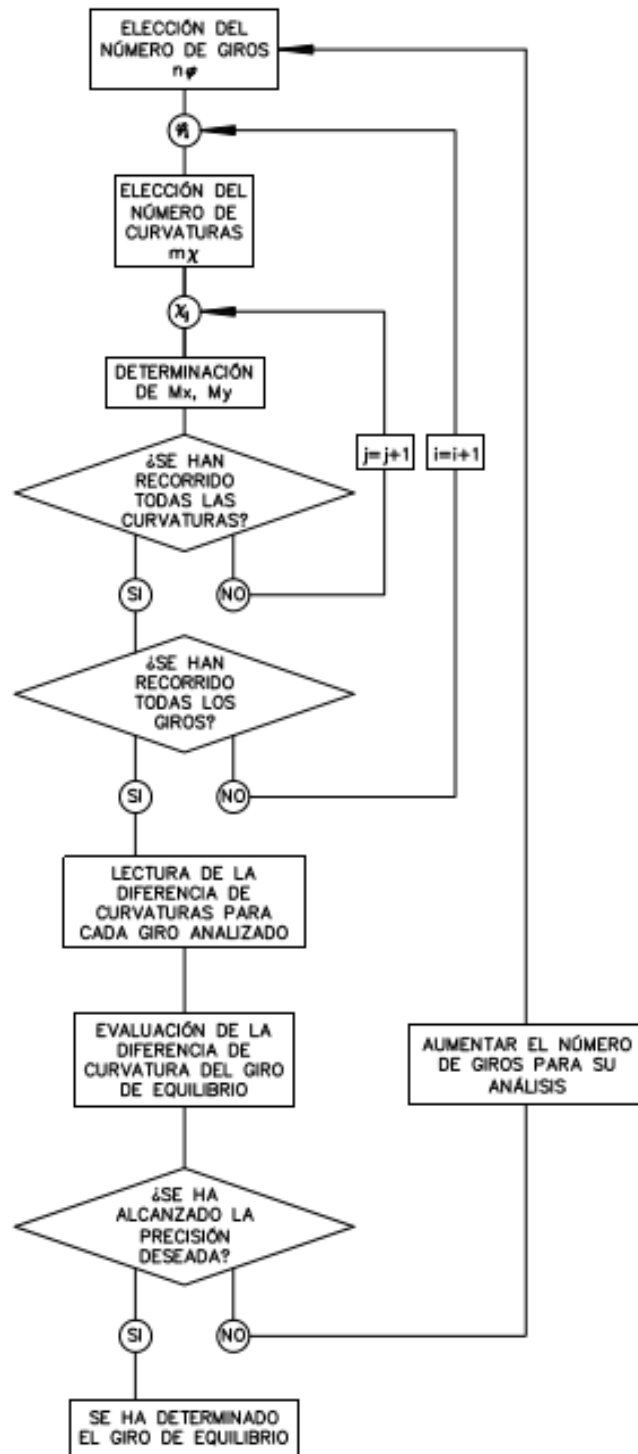 ELECCIÓN DEL
NÚMERO DE GIROS
nφ
φi
ELECCIÓN DEL
NÚMERO DE
CURVATURAS
mχ
χj
DETERMINACIÓN
DE Mx, My
¿SE HAN
RECORRIDO
TODAS LAS
CURVATURAS?
j=j+1
i=i+1
SI
NO
¿SE HAN
RECORRIDO
TODAS LOS
GIROS?
SI
NO
LECTURA DE LA
DIFERENCIA DE
CURVATURAS PARA
CADA GIRO ANALIZADO
EVALUACIÓN DE LA
DIFERENCIA DE
CURVATURA DEL GIRO
DE EQUILIBRIO
AUMENTAR EL NÚMERO
DE GIROS PARA SU
ANÁLISIS
¿SE HA
ALCANZADO LA
PRECISIÓN
DESEADA?
SI
NO
SE HA DETERMINADO
EL GIRO DE EQUILIBRIO